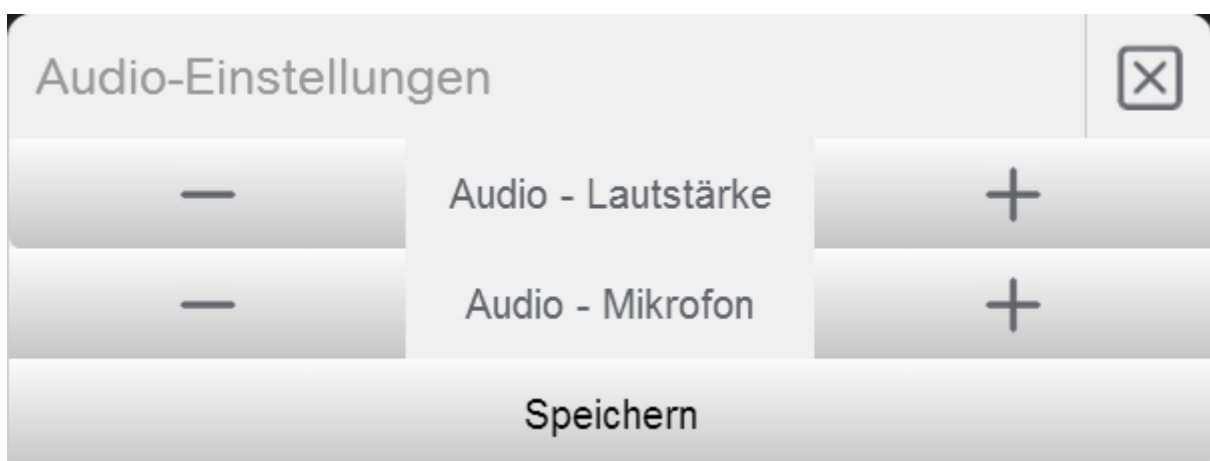 Audio-Einstellungen
− Audio - Lautstärke +
− Audio - Mikrofon +
Speichern